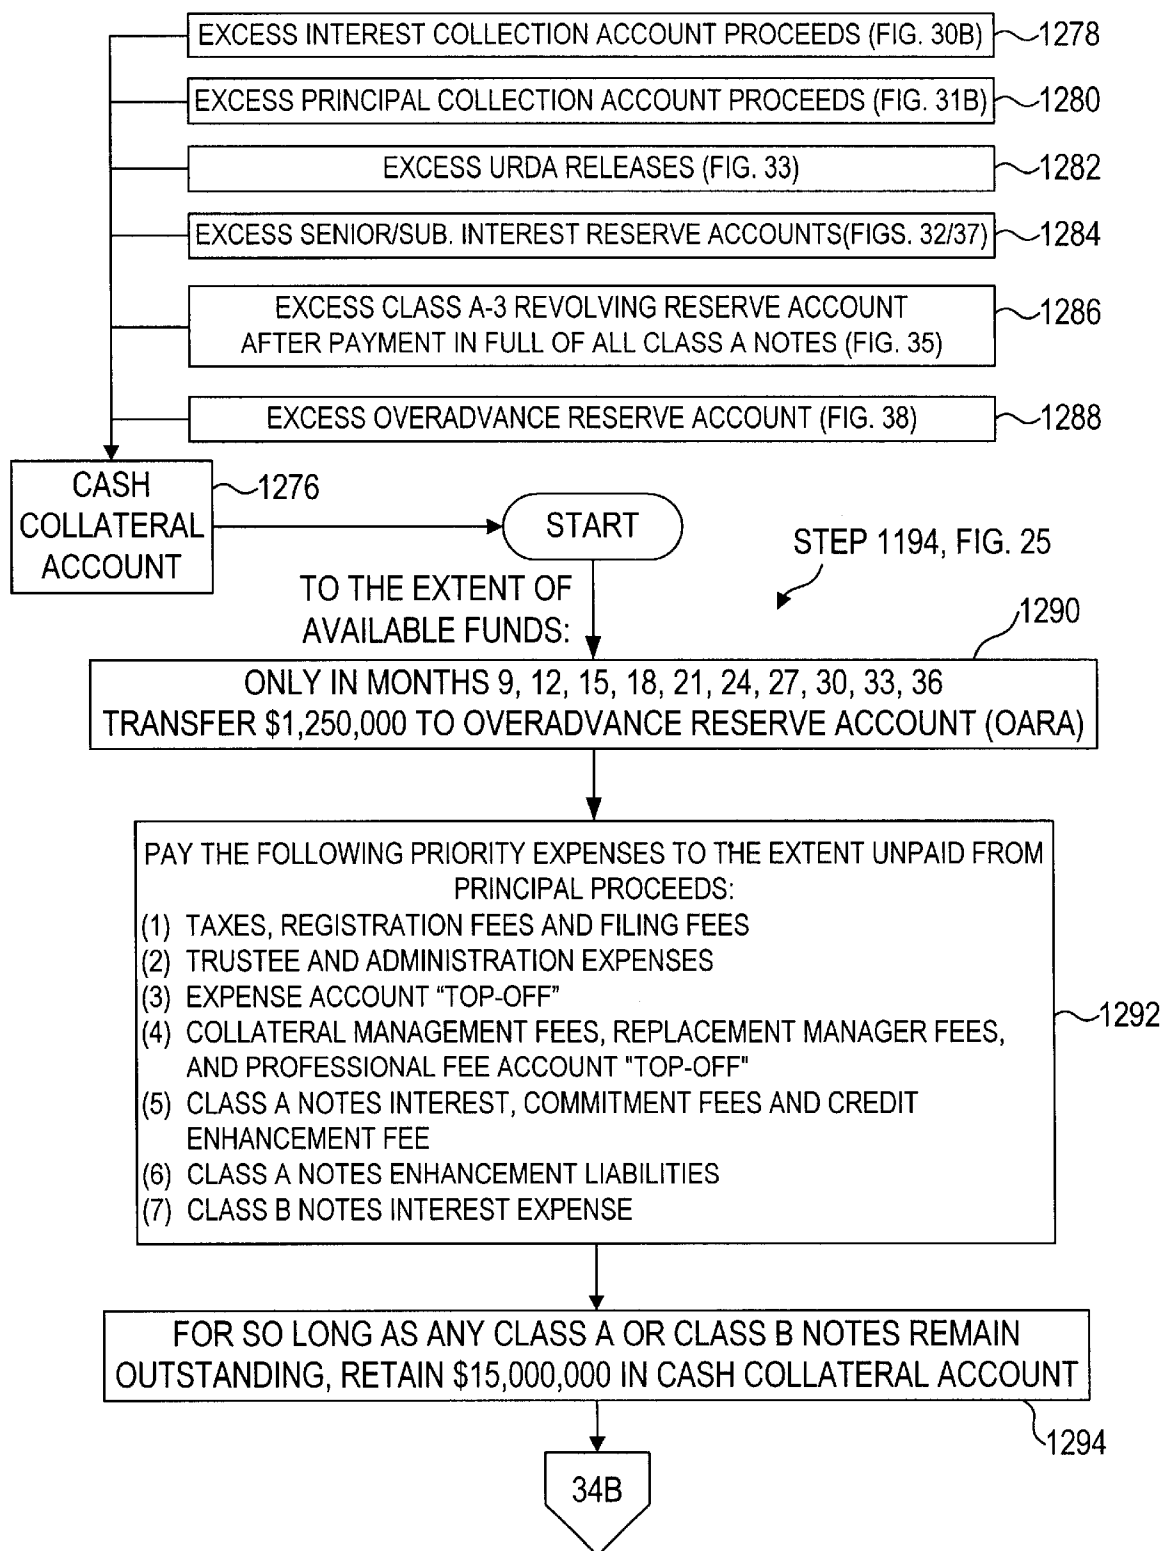 EXCESS INTEREST COLLECTION ACCOUNT PROCEEDS (FIG. 30B)
1278
EXCESS PRINCIPAL COLLECTION ACCOUNT PROCEEDS (FIG. 31B)
1280
EXCESS URDA RELEASES (FIG. 33)
1282
EXCESS SENIOR/SUB. INTEREST RESERVE ACCOUNTS(FIGS. 32/37)
1284
EXCESS CLASS A-3 REVOLVING RESERVE ACCOUNT
AFTER PAYMENT IN FULL OF ALL CLASS A NOTES (FIG. 35)
1286
EXCESS OVERADVANCE RESERVE ACCOUNT (FIG. 38)
1288
CASH
COLLATERAL
ACCOUNT
1276
START
STEP 1194, FIG. 25
TO THE EXTENT OF
AVAILABLE FUNDS:
1290
ONLY IN MONTHS 9, 12, 15, 18, 21, 24, 27, 30, 33, 36
TRANSFER $1,250,000 TO OVERADVANCE RESERVE ACCOUNT (OARA)
PAY THE FOLLOWING PRIORITY EXPENSES TO THE EXTENT UNPAID FROM
PRINCIPAL PROCEEDS:
(1) TAXES, REGISTRATION FEES AND FILING FEES
(2) TRUSTEE AND ADMINISTRATION EXPENSES
(3) EXPENSE ACCOUNT “TOP-OFF”
(4) COLLATERAL MANAGEMENT FEES, REPLACEMENT MANAGER FEES,
AND PROFESSIONAL FEE ACCOUNT "TOP-OFF"
(5) CLASS A NOTES INTEREST, COMMITMENT FEES AND CREDIT
ENHANCEMENT FEE
(6) CLASS A NOTES ENHANCEMENT LIABILITIES
(7) CLASS B NOTES INTEREST EXPENSE
1292
FOR SO LONG AS ANY CLASS A OR CLASS B NOTES REMAIN
OUTSTANDING, RETAIN $15,000,000 IN CASH COLLATERAL ACCOUNT
1294
34B